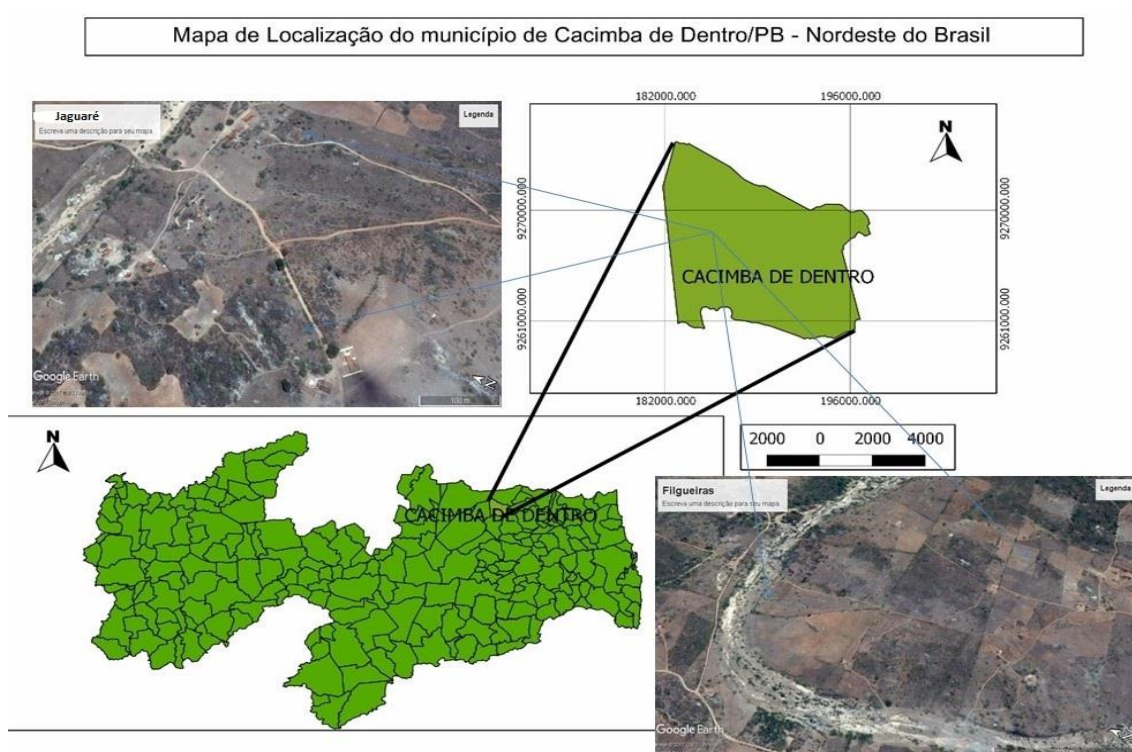 Mapa de Localização do município de Cacimba de Dentro/PB - Nordeste do Brasil
Jaguaré
Escreva uma descrição para seu mapa.
Legenda
Google Earth
100 m
182000.000
196000.000
N
9270000.000
9270000.000
CACIMBA DE DENTRO
9261000.000
9261000.000
182000.000
196000.000
2000 0 2000 4000
N
CACIMBA DE DENTRO
Filgueiras
Escreva uma descrição para seu mapa.
Legenda
Google Earth